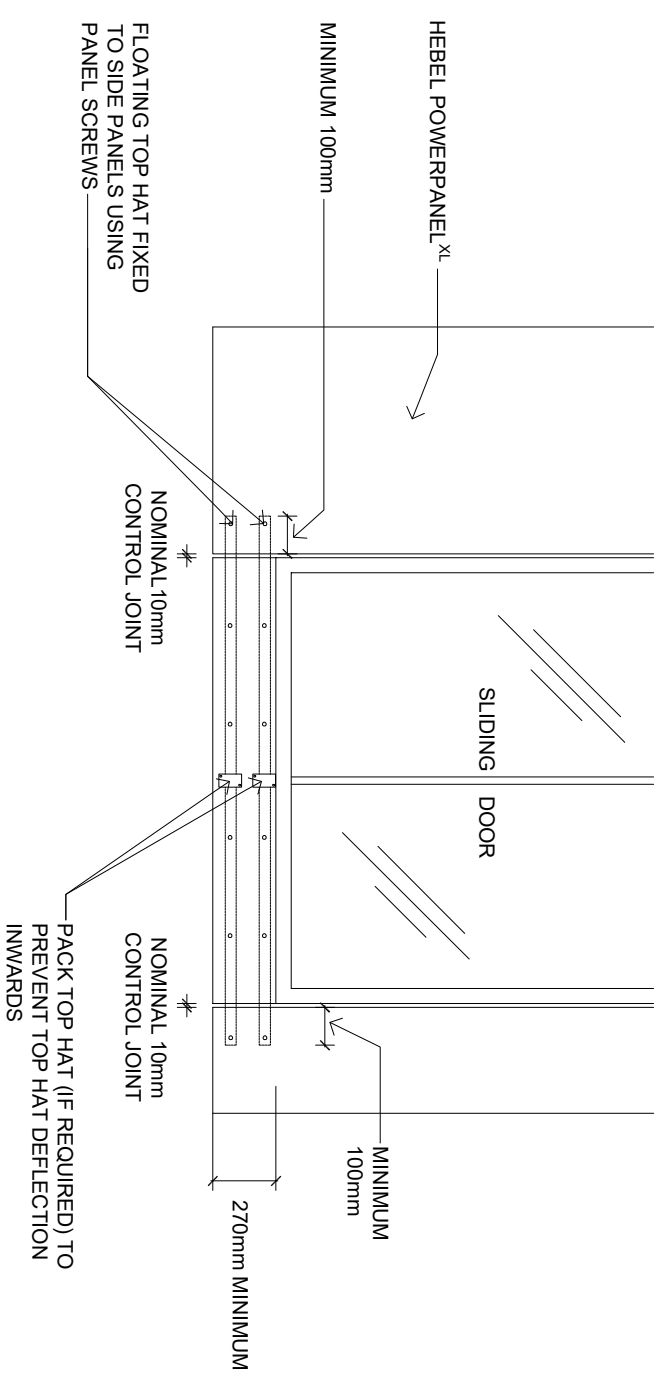 HEBEL POWERPANEL XL
MINIMUM 100mm
FLOATING TOP HAT FIXED
TO SIDE PANELS USING
PANEL SCREWS
NOMINAL 10mm
CONTROL JOINT
SLIDING DOOR
NOMINAL 10mm
CONTROL JOINT
MINIMUM
100mm
270mm MINIMUM
PACK TOP HAT (IF REQUIRED) TO
PREVENT TOP HAT DEFLECTION
INWARDS